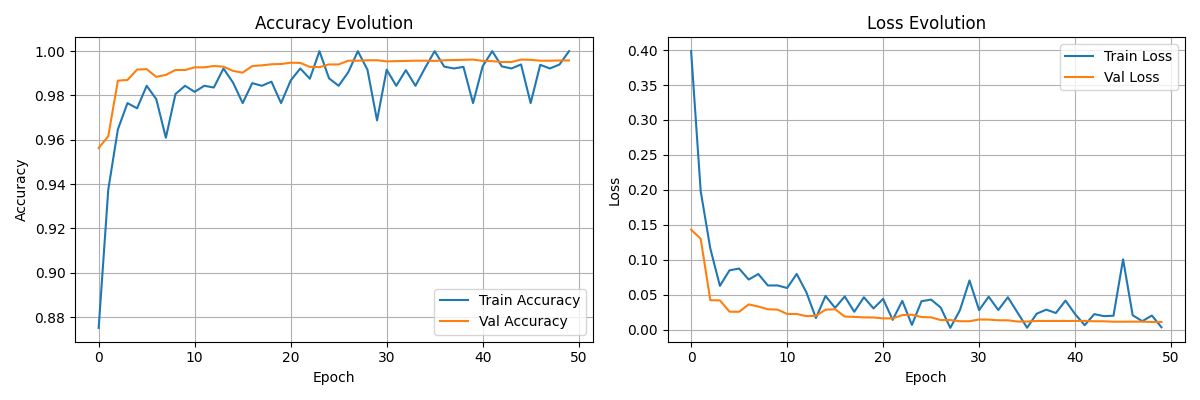 Accuracy Evolution
Accuracy
1.00
0.98
0.96
0.94
0.92
0.90
0.88
Train Accuracy
Val Accuracy
0 10 20 30 40 50
Epoch
Loss Evolution
Loss
0.40
0.35
0.30
0.25
0.20
0.15
0.10
0.05
0.00
Train Loss
Val Loss
0 10 20 30 40 50
Epoch